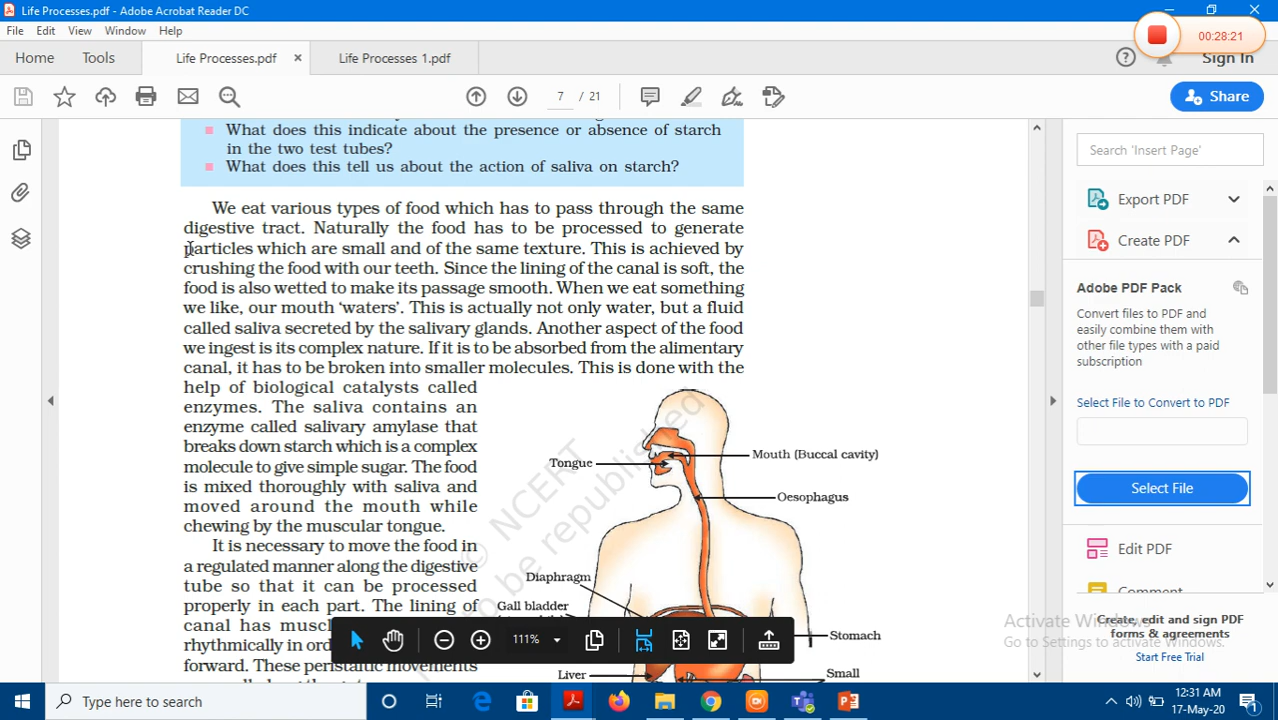 Life Processes.pdf - Adobe Acrobat Reader DC
File Edit View Window Help
00:28:21
Home Tools Life Processes.pdf × Life Processes 1.pdf Sign In
7 / 21 Share
What does this indicate about the presence or absence of starch
in the two test tubes?
What does this tell us about the action of saliva on starch?
We eat various types of food which has to pass through the same
digestive tract. Naturally the food has to be processed to generate
particles which are small and of the same texture. This is achieved by
crushing the food with our teeth. Since the lining of the canal is soft, the
food is also wetted to make its passage smooth. When we eat something
we like, our mouth ‘waters’. This is actually not only water, but a fluid
called saliva secreted by the salivary glands. Another aspect of the food
we ingest is its complex nature. If it is to be absorbed from the alimentary
canal, it has to be broken into smaller molecules. This is done with the
help of biological catalysts called
enzymes. The saliva contains an
enzyme called salivary amylase that
breaks down starch which is a complex
molecule to give simple sugar. The food
is mixed thoroughly with saliva and
moved around the mouth while
chewing by the muscular tongue.
It is necessary to move the food in
a regulated manner along the digestive
tube so that it can be processed
properly in each part. The lining of
canal has
rhythmically in
forward. These peristaltic movements
Tongue
Mouth (Buccal cavity)
Oesophagus
Diaphragm
Gall bladder
Stomach
Liver
Small
© NCERT
be republished
111%
Search 'Insert Page'
Export PDF
Create PDF
Adobe PDF Pack
Convert files to PDF and
easily combine them with
other file types with a paid
subscription
Select File to Convert to PDF
Select File
Edit PDF
Comment
Activate Windows
Go to Settings to activate Windows.
Create, edit and sign PDF
forms & agreements
Start Free Trial
Type here to search
12:31 AM
17-May-20
1